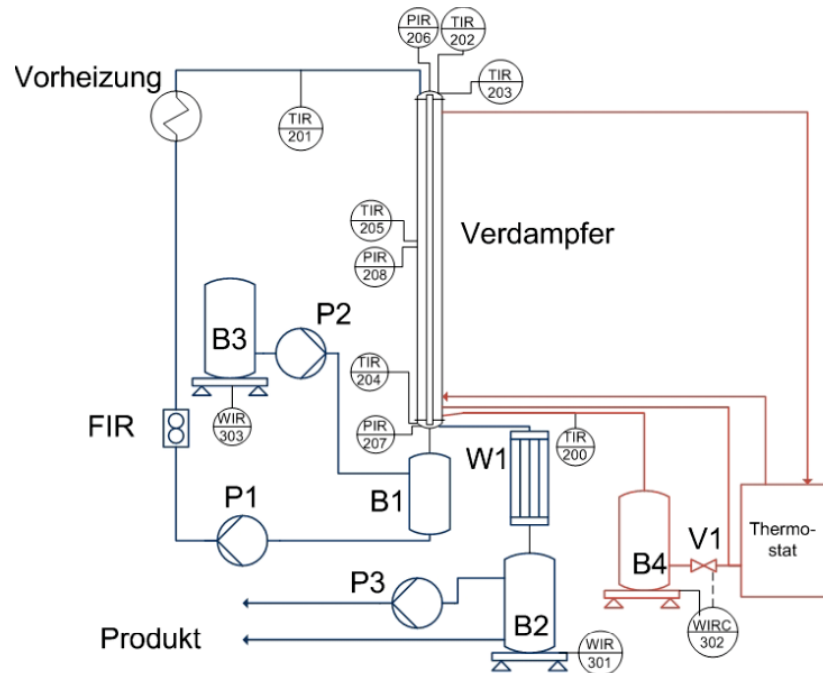 PIR
206
TIR
202
TIR
203
Vorheizung
TIR
201
TIR
205
PIR
208
Verdampfer
P2
B3
TIR
204
WIR
303
FIR
PIR
207
TIR
200
W1
P1
B1
V1
Thermo-
stat
B4
P3
B2
WIRC
302
Produkt
WIR
301